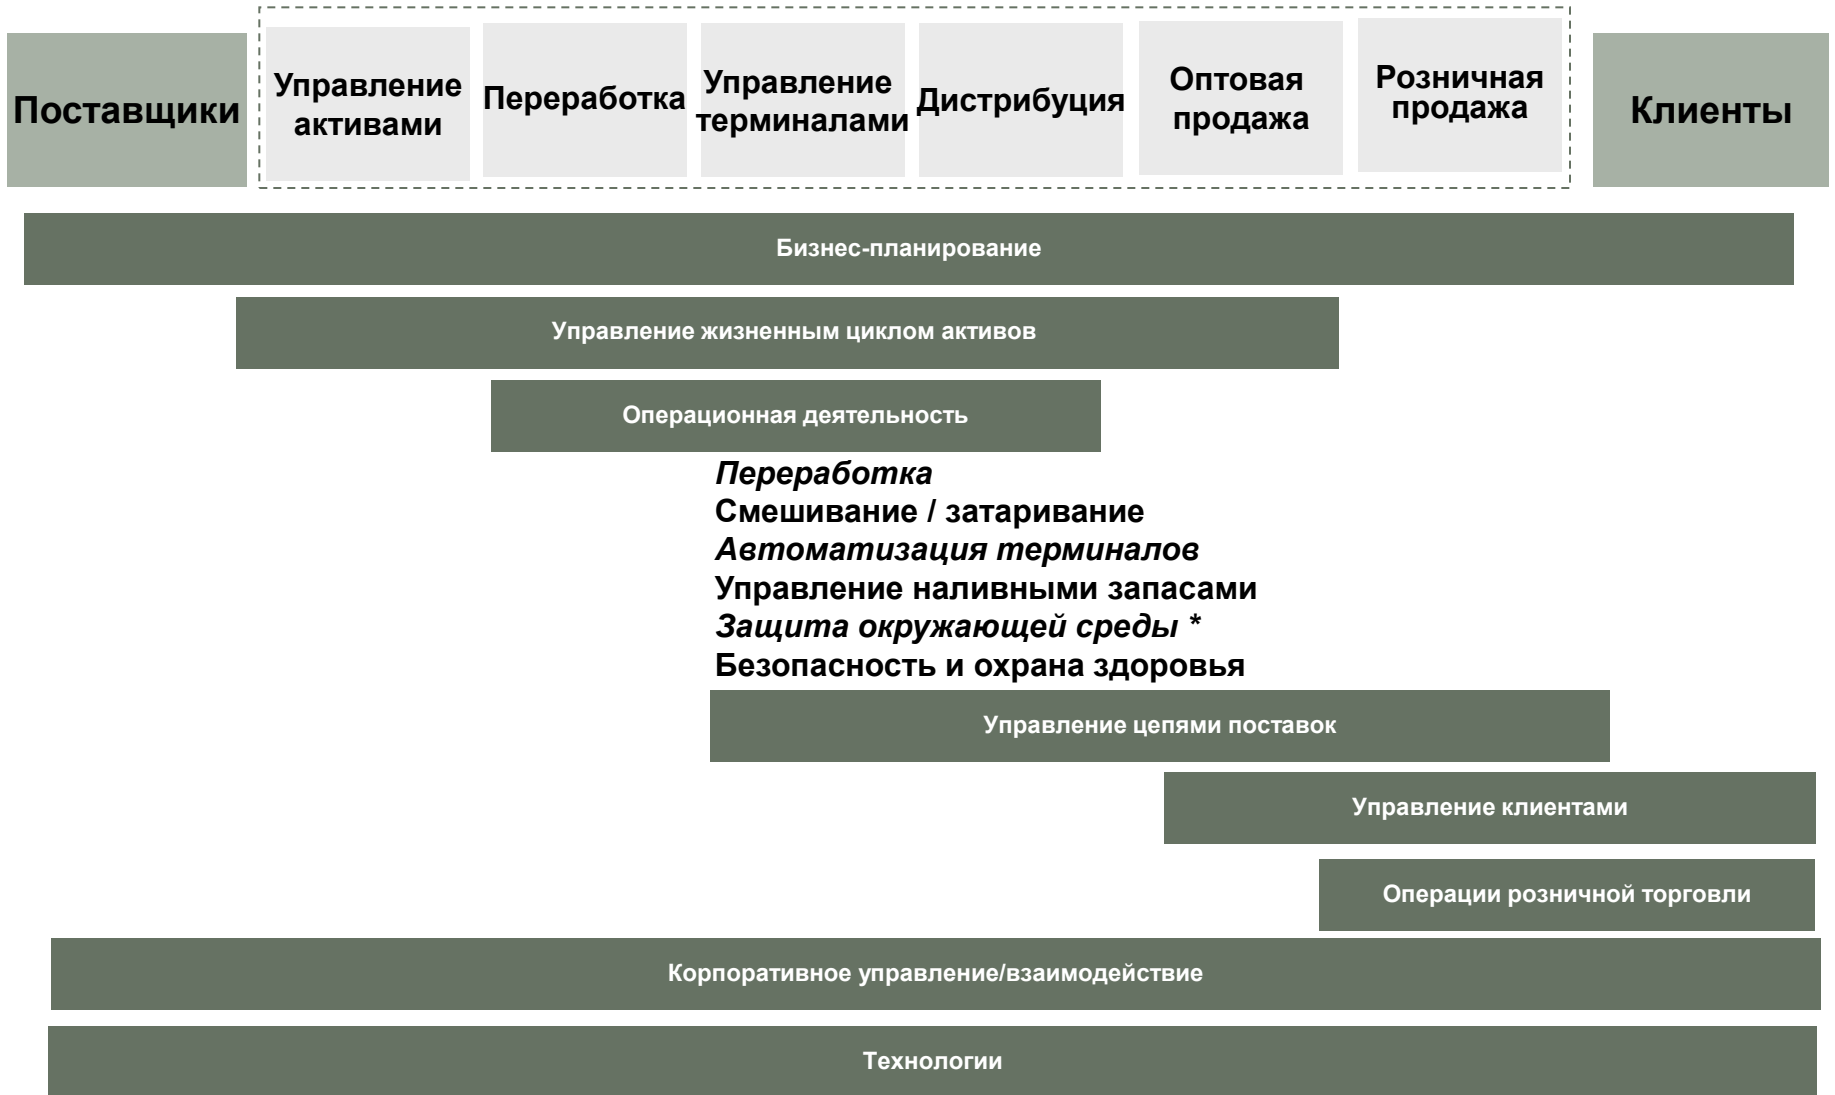 Поставщики
Управление
активами
Переработка
Управление
терминалами
Дистрибуция
Оптовая
продажа
Розничная
продажа
Клиенты
Бизнес-планирование
Управление жизненным циклом активов
Операционная деятельность
Переработка
Смешивание / затаривание
Автоматизация терминалов
Управление наливными запасами
Защита окружающей среды *
Безопасность и охрана здоровья
Управление цепями поставок
Управление клиентами
Операции розничной торговли
Корпоративное управление/взаимодействие
Технологии